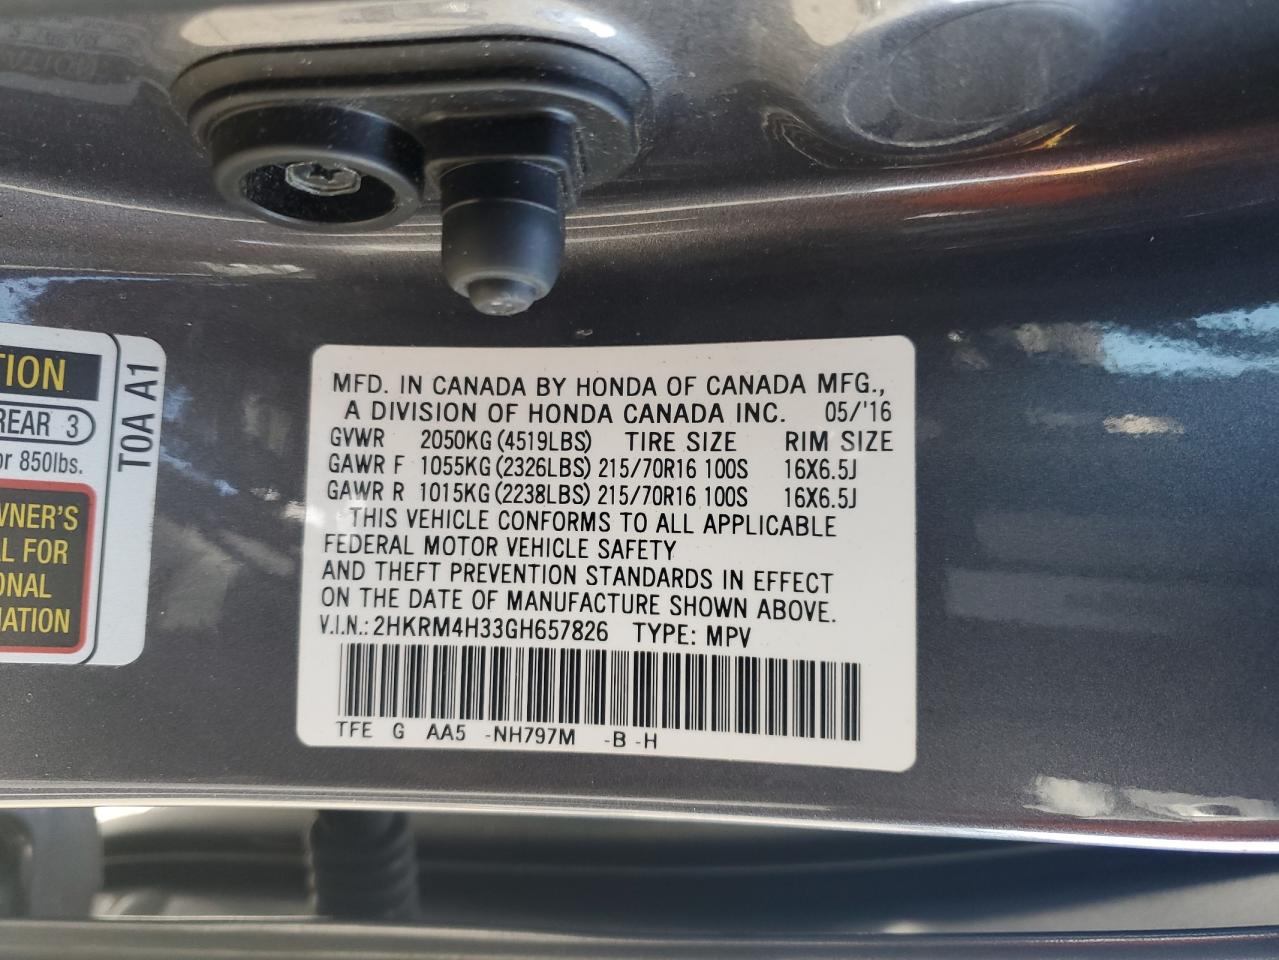 TION
REAR 3
or 850lbs.
WNER'S
L FOR
ONAL
MATION
T0A A1
MFD. IN CANADA BY HONDA OF CANADA MFG.,
A DIVISION OF HONDA CANADA INC. 05/'16
GVWR 2050KG (4519LBS) TIRE SIZE RIM SIZE
GAWR F 1055KG (2326LBS) 215/70R16 100S 16X6.5J
GAWR R 1015KG (2238LBS) 215/70R16 100S 16X6.5J
THIS VEHICLE CONFORMS TO ALL APPLICABLE
FEDERAL MOTOR VEHICLE SAFETY
AND THEFT PREVENTION STANDARDS IN EFFECT
ON THE DATE OF MANUFACTURE SHOWN ABOVE.
V.I.N.: 2HKRM4H33GH657826 TYPE: MPV
TFE G AA5 -NH797M -B -H